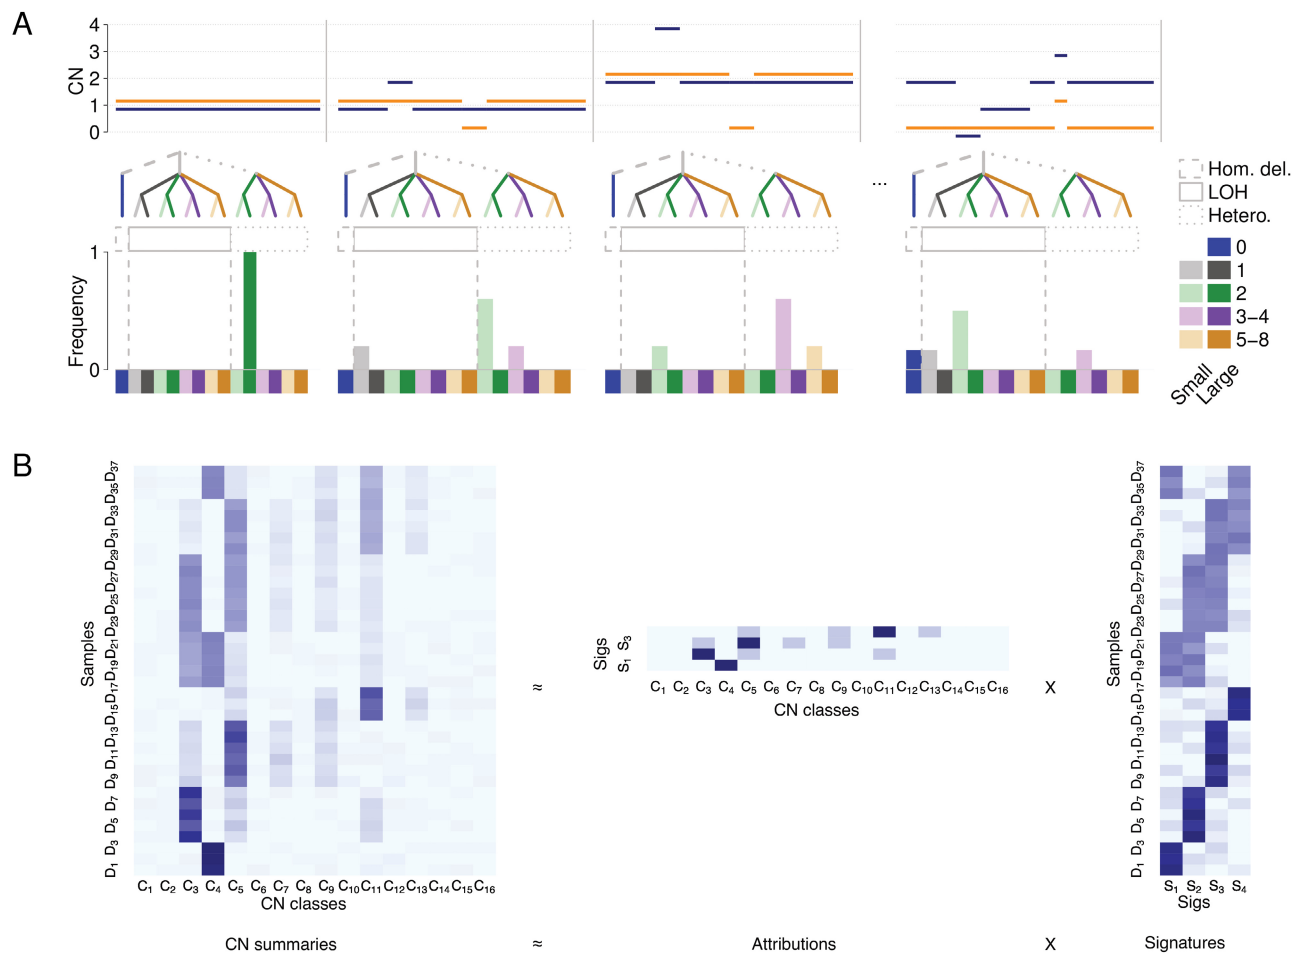 A
CN
4
3
2
1
0
...
Hom. del.
LOH
Hetero.
0
1
2
3–4
5–8
Small
Large
Frequency
1
0
B
Samples
D37
D35
D33
D31
D29
D27
D25
D23
D21
D19
D17
D15
D13
D11
D9
D7
D5
D3
D1
C1 C2 C3 C4 C5 C6 C7 C8 C9 C10 C11 C12 C13 C14 C15 C16
CN classes
≈
Sigs
S3
S1
C1 C2 C3 C4 C5 C6 C7 C8 C9 C10 C11 C12 C13 C14 C15 C16
CN classes
X
Samples
D37
D35
D33
D31
D29
D27
D25
D23
D21
D19
D17
D15
D13
D11
D9
D7
D5
D3
D1
S1 S2 S3 S4
Sigs
CN summaries ≈ Attributions X Signatures